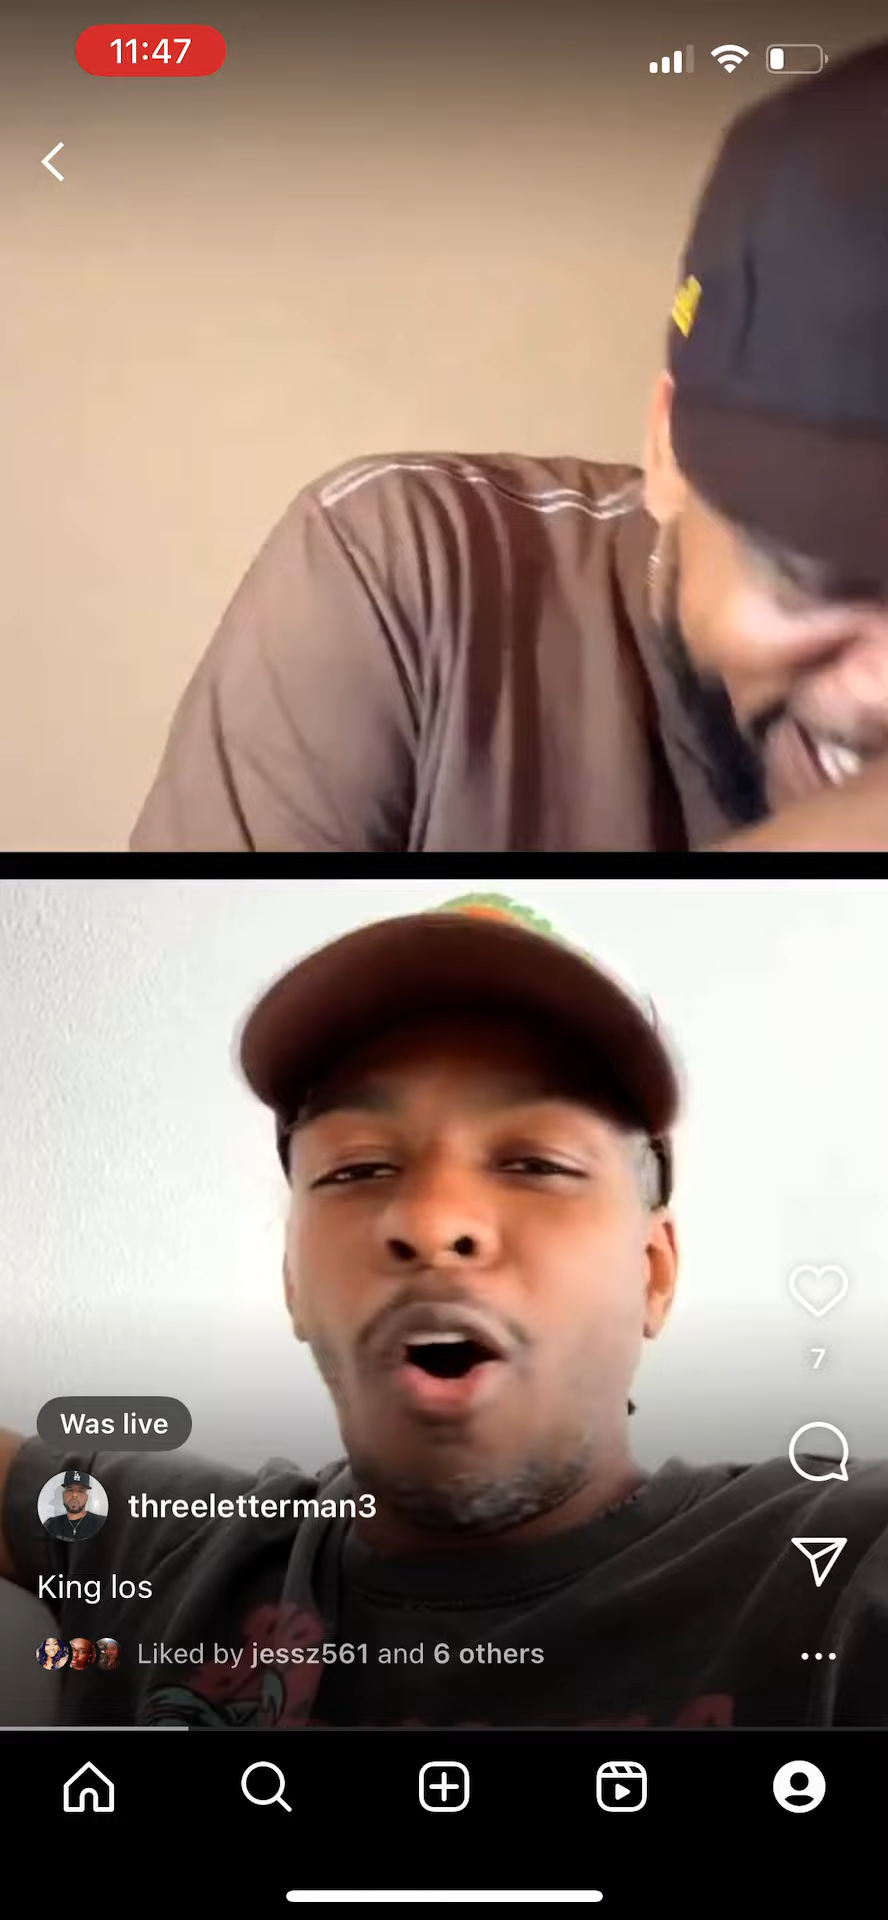 11:47
7
Was live
threeletterman3
King los
Liked by jessz561 and 6 others